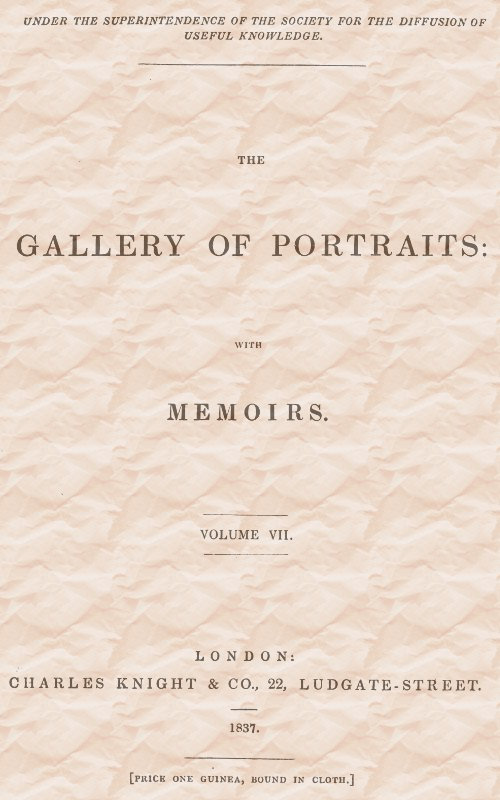 UNDER THE SUPERINTENDENCE OF THE SOCIETY FOR THE DIFFUSION OF
USEFUL KNOWLEDGE.
THE
GALLERY OF PORTRAITS:
WITH
MEMOIRS.
VOLUME VII.
LONDON:
CHARLES KNIGHT & CO., 22, LUDGATE-STREET.
1837.
[PRICE ONE GUINEA, BOUND IN CLOTH.]